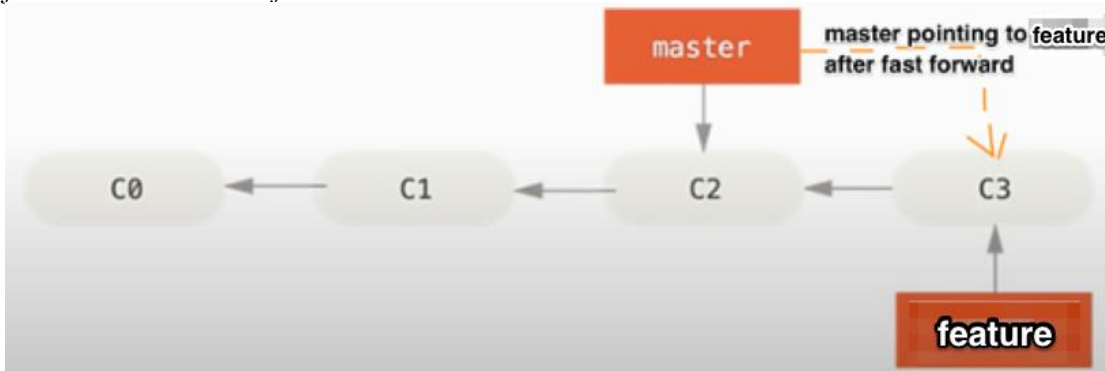 master
master pointing to feature
after fast forward
C0
C1
C2
C3
feature